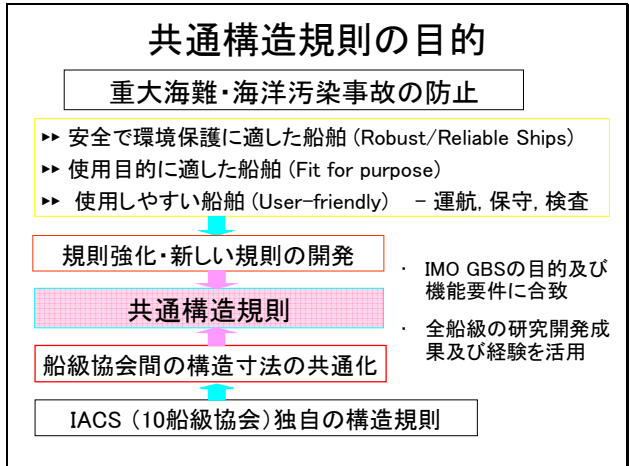 共通構造規則の目的
重大海難・海洋汚染事故の防止
▸▸ 安全で環境保護に適した船舶 (Robust/Reliable Ships)
▸▸ 使用目的に適した船舶 (Fit for purpose)
▸▸ 使用しやすい船舶 (User-friendly) － 運航, 保守, 検査
規則強化・新しい規則の開発
・ IMO GBSの目的及び
機能要件に合致
共通構造規則
・ 全船級の研究開発成
果及び経験を活用
船級協会間の構造寸法の共通化
IACS (10船級協会) 独自の構造規則